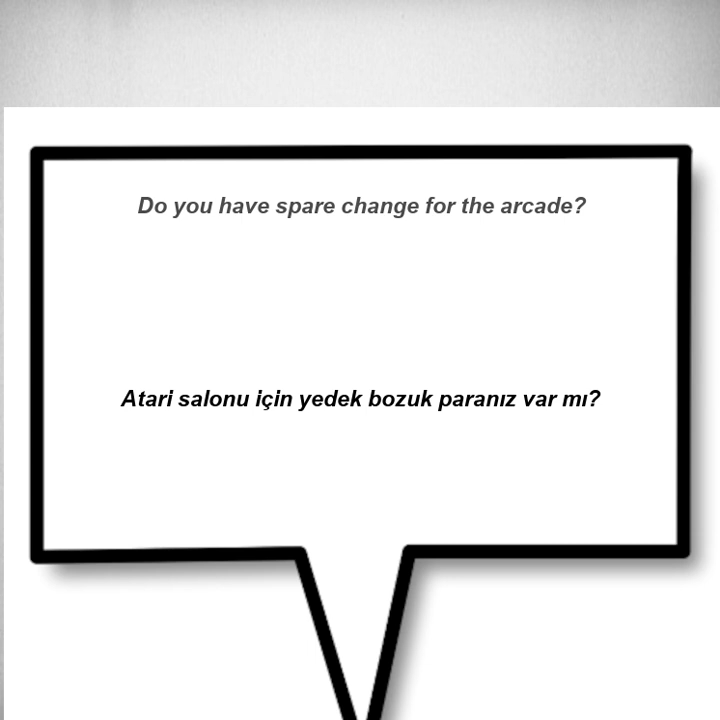 Do you have spare change for the arcade?
Atari salonu için yedek bozuk paranız var mı?